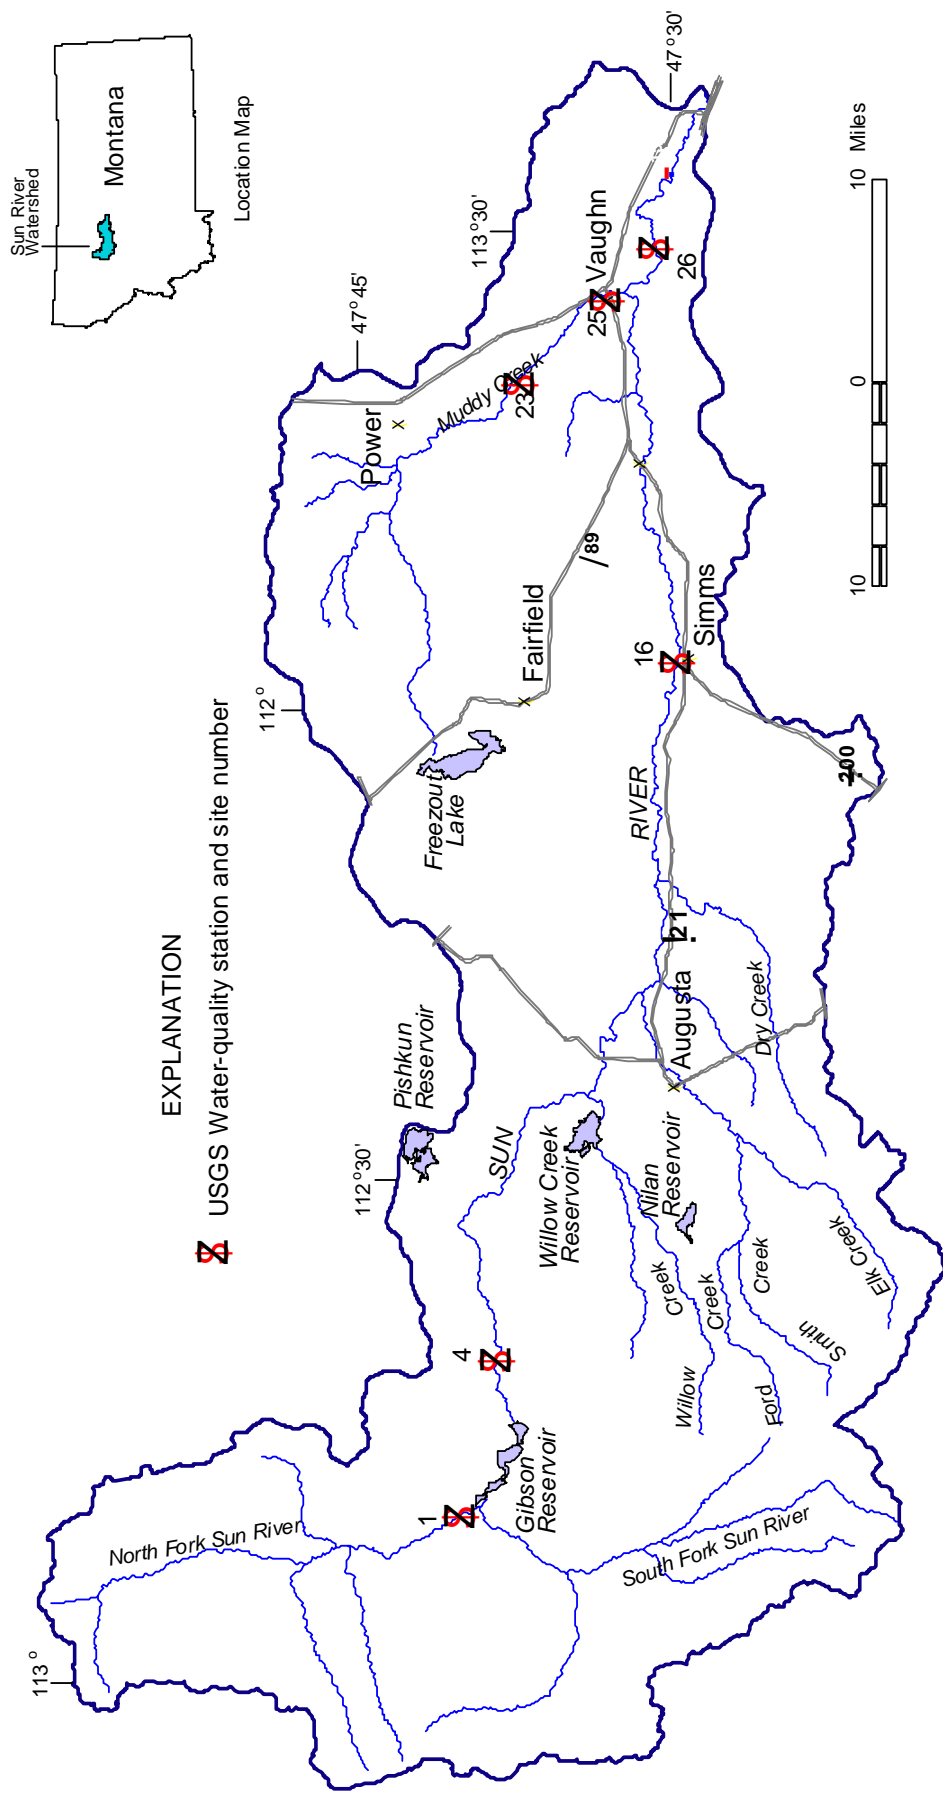 Sun River
Watershed
Montana
Location Map
EXPLANATION
USGS Water-quality station and site number
113 °
112 °30'
112 °
47 °45'
113 °30'
47 °30'
North Fork Sun River
South Fork Sun River
1
Gibson
Reservoir
4
SUN
RIVER
Pishkun
Reservoir
Willow Creek
Reservoir
Nilan
Reservoir
Willow
Creek
Ford
Creek
Smith
Creek
Elk Creek
Dry Creek
Augusta
21
200
Freezout
Lake
Fairfield
89
16
Simms
Power
Muddy Creek
23
25
Vaughn
26
10
0
10 Miles